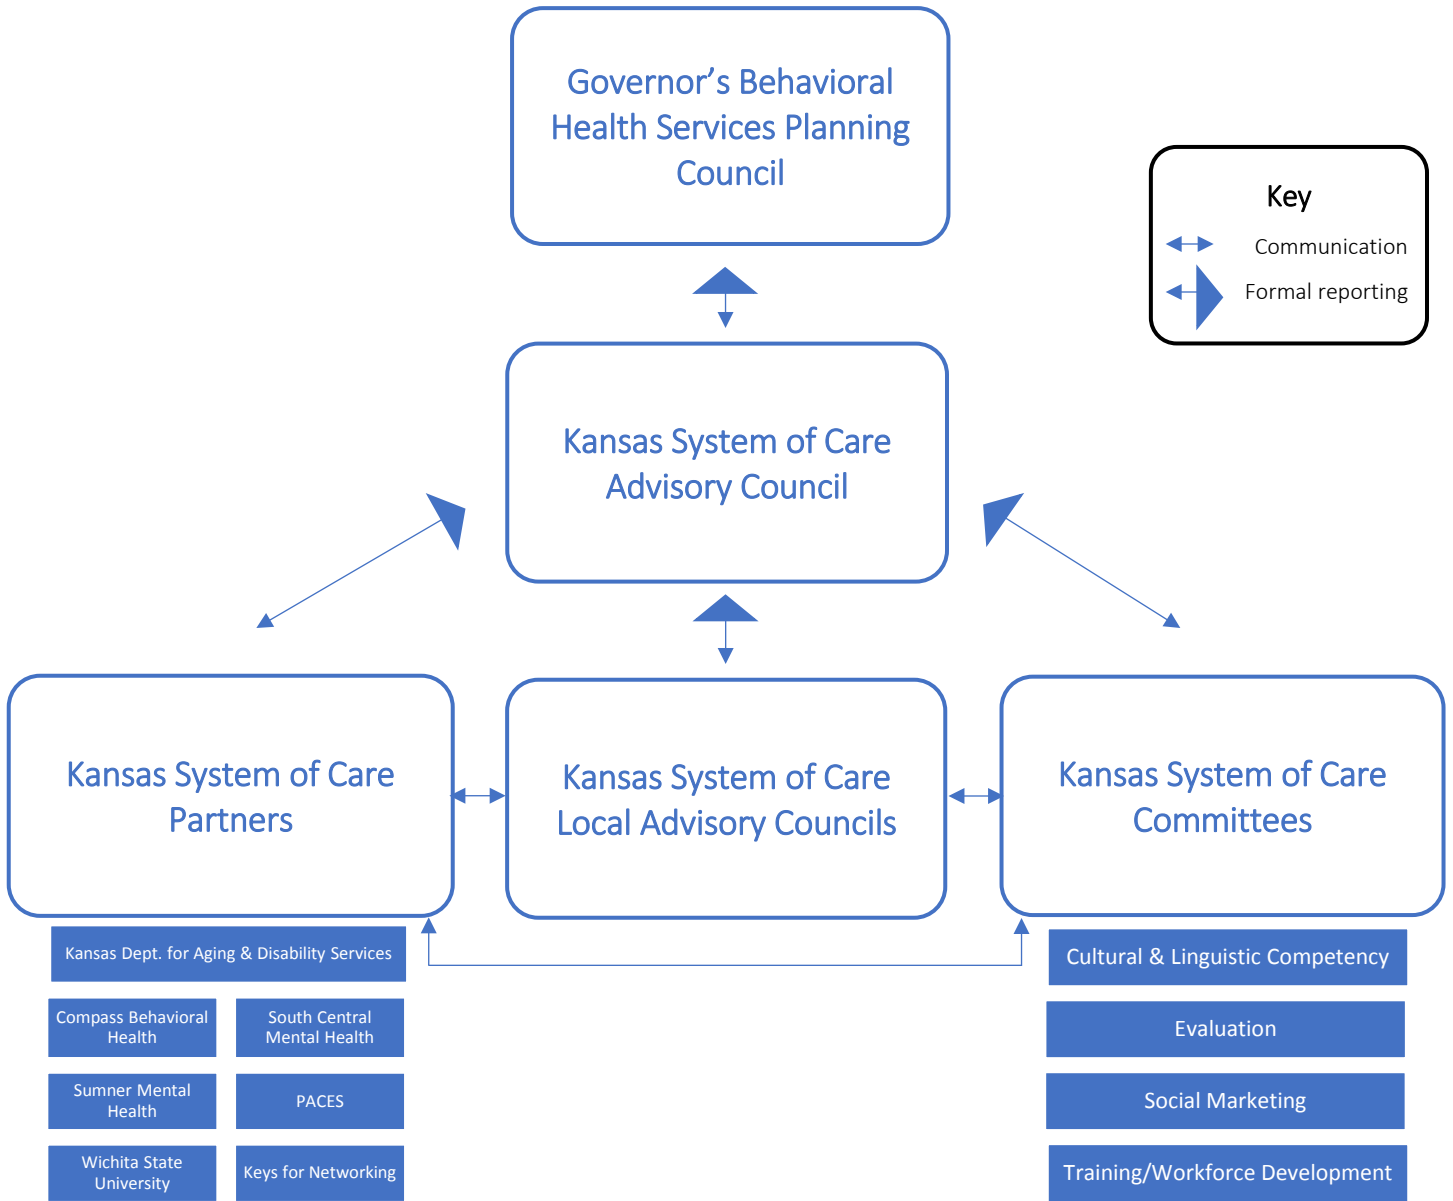 Governor’s Behavioral
Health Services Planning
Council
Key
Communication
Formal reporting
Kansas System of Care
Advisory Council
Kansas System of Care
Partners
Kansas System of Care
Local Advisory Councils
Kansas System of Care
Committees
Kansas Dept. for Aging & Disability Services
Compass Behavioral
Health
South Central
Mental Health
Sumner Mental
Health
PACES
Wichita State
University
Keys for Networking
Cultural & Linguistic Competency
Evaluation
Social Marketing
Training/Workforce Development